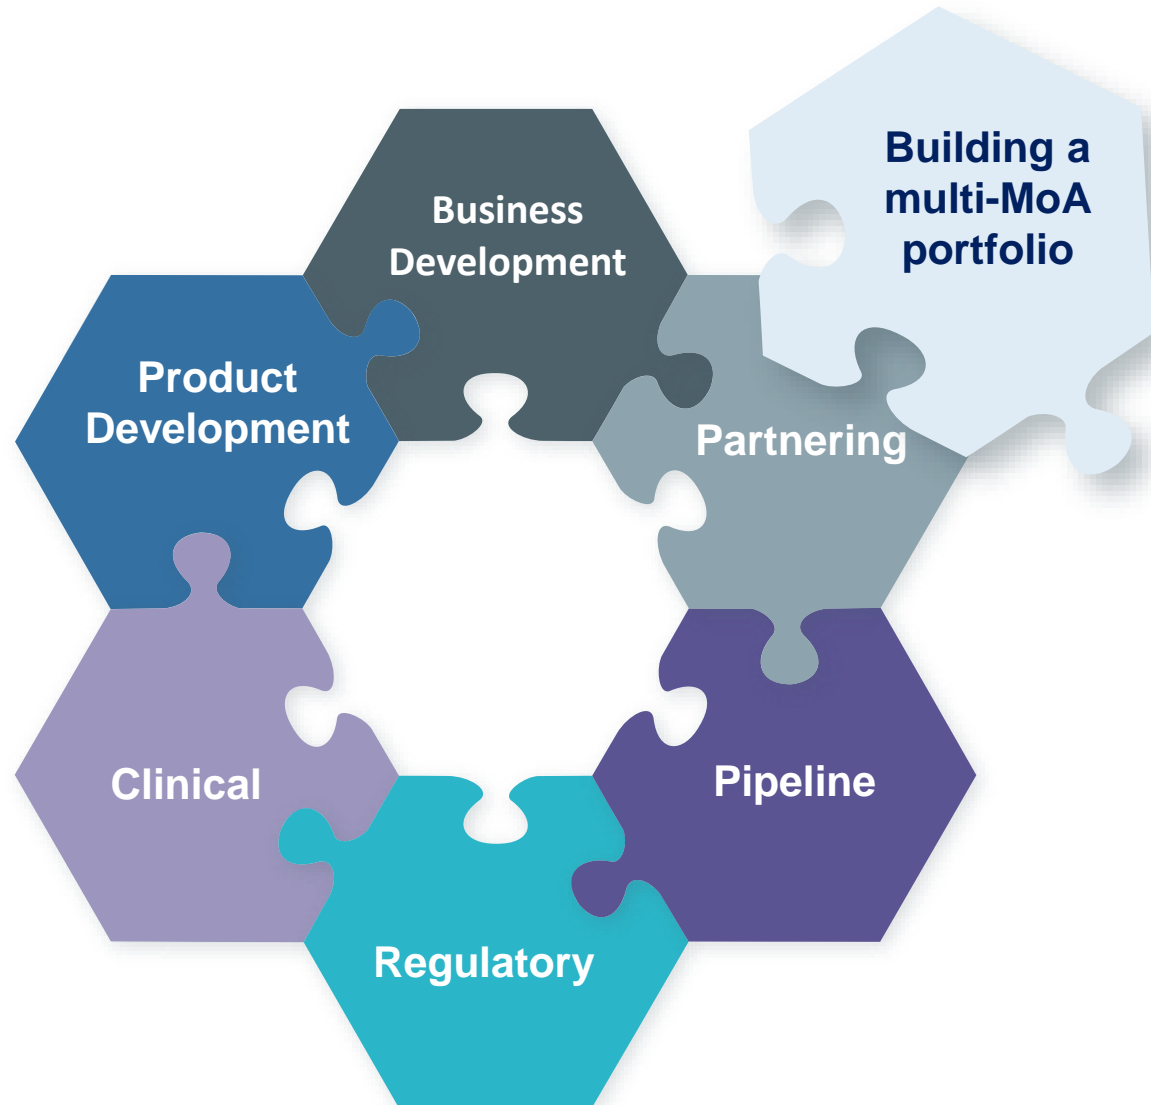 Building a
multi-MoA
portfolio
Business
Development
Product
Development
Partnering
Clinical
Pipeline
Regulatory